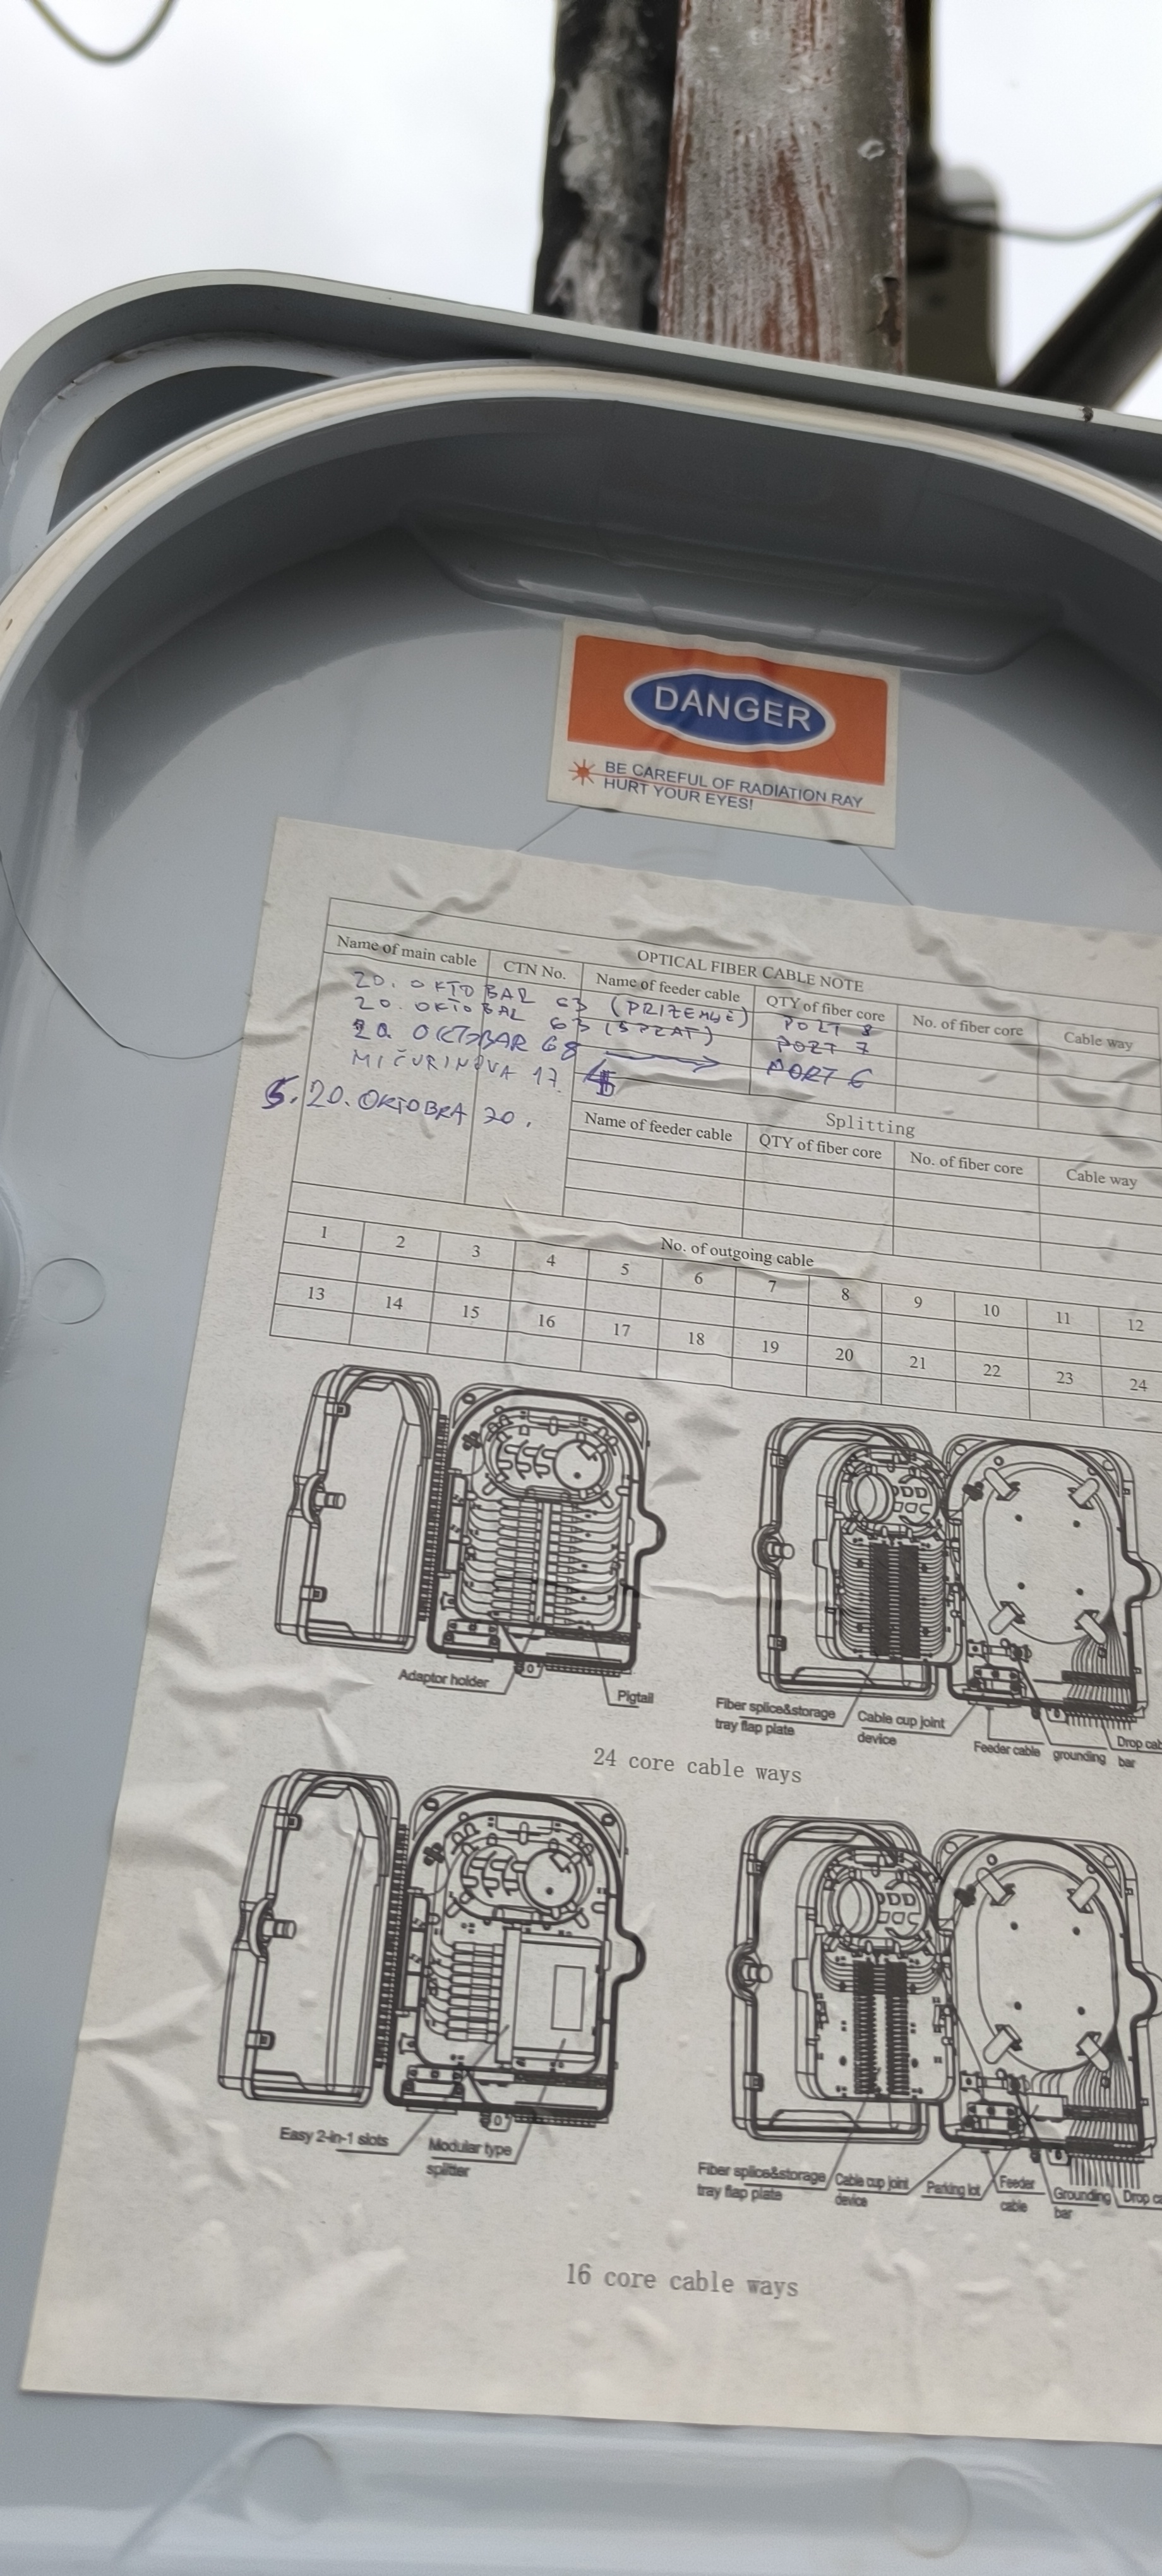 DANGER
BE CAREFUL OF RADIATION RAY
HURT YOUR EYES!
OPTICAL FIBER CABLE NOTE
Name of main cable CTN No. Name of feeder cable QTY of fiber core No. of fiber core Cable way
20. OKTOBAR 63 (PRIZEMJE) PORT 8
20. OKTOBAR 63 (SPRAT) PORT 7
20. OKTOBAR 68 → PORT 6
MIČURINOVA 17
5. 20. OKTOBRA 20.
Splitting
Name of feeder cable QTY of fiber core No. of fiber core Cable way
No. of outgoing cable
1 2 3 4 5 6 7 8 9 10 11 12
13 14 15 16 17 18 19 20 21 22 23 24
Adaptor holder Pigtail
Fiber splice&storage tray flap plate Cable cup joint device Feeder cable grounding bar Drop
24 core cable ways
Easy 2-in-1 slots Modular type splitter
Fiber splice&storage tray flap plate Cable cup joint device Parking lot Feeder cable Grounding bar Drop
16 core cable ways